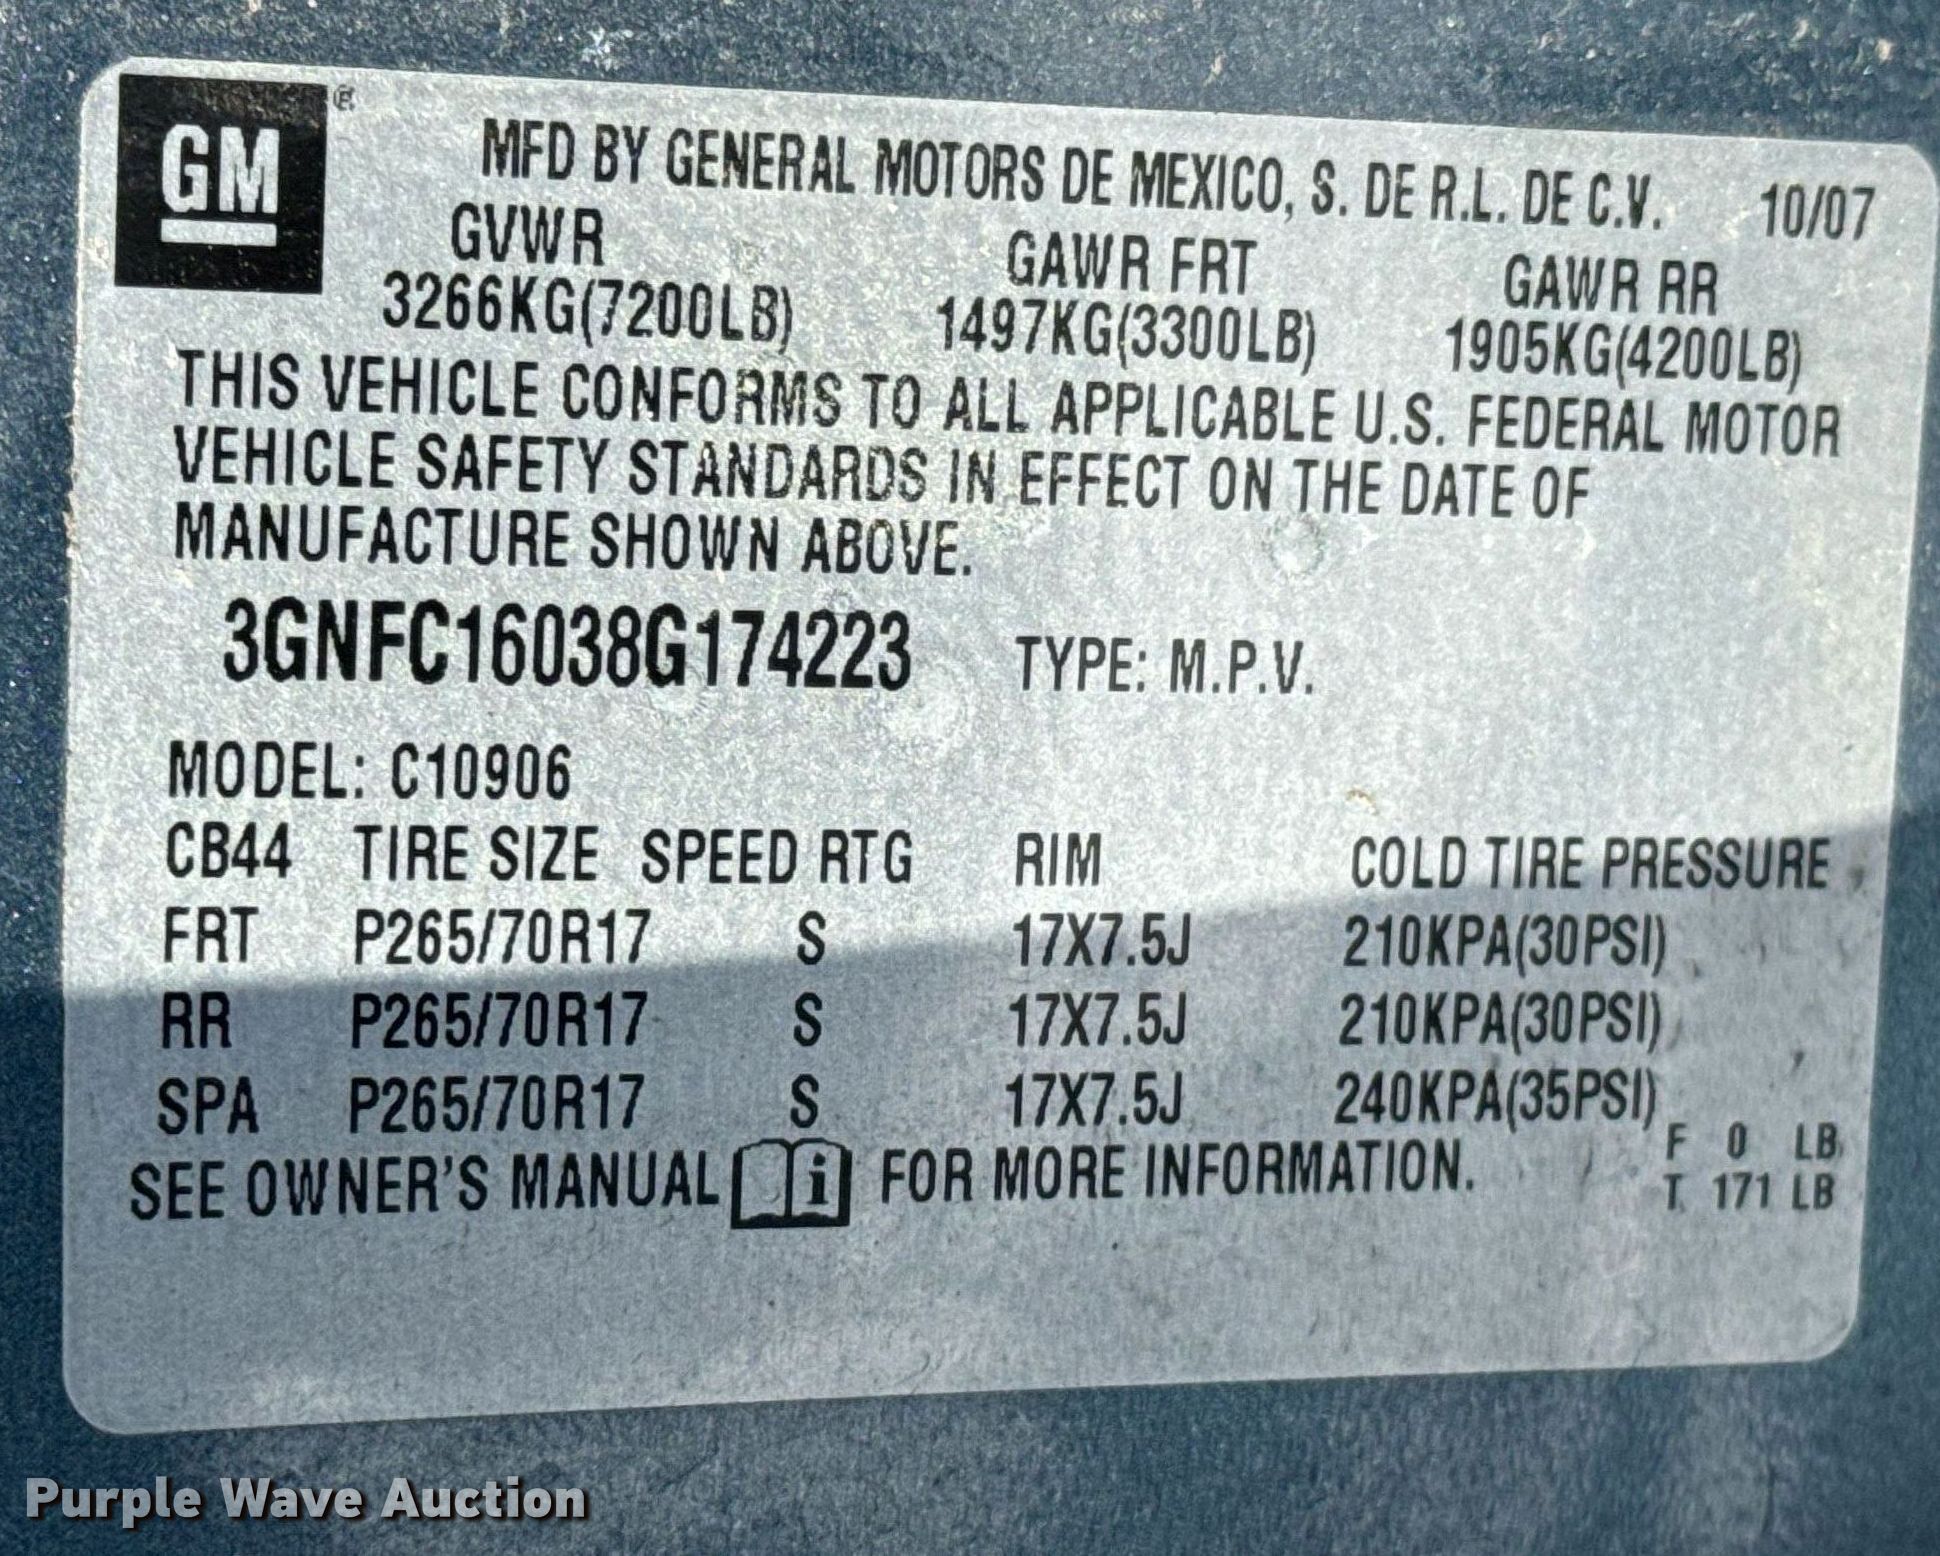 GM ®
MFD BY GENERAL MOTORS DE MEXICO, S. DE R.L. DE C.V. 10/07
GVWR GAWR FRT GAWR RR
3266KG(7200LB) 1497KG(3300LB) 1905KG(4200LB)
THIS VEHICLE CONFORMS TO ALL APPLICABLE U.S. FEDERAL MOTOR
VEHICLE SAFETY STANDARDS IN EFFECT ON THE DATE OF
MANUFACTURE SHOWN ABOVE.
3GNFC16038G174223 TYPE: M.P.V.
MODEL: C10906
CB44 TIRE SIZE SPEED RTG RIM COLD TIRE PRESSURE
FRT P265/70R17 S 17X7.5J 210KPA(30PSI)
RR P265/70R17 S 17X7.5J 210KPA(30PSI)
SPA P265/70R17 S 17X7.5J 240KPA(35PSI)
SEE OWNER'S MANUAL i FOR MORE INFORMATION.
F 0 LB
T 171 LB
Purple Wave Auction